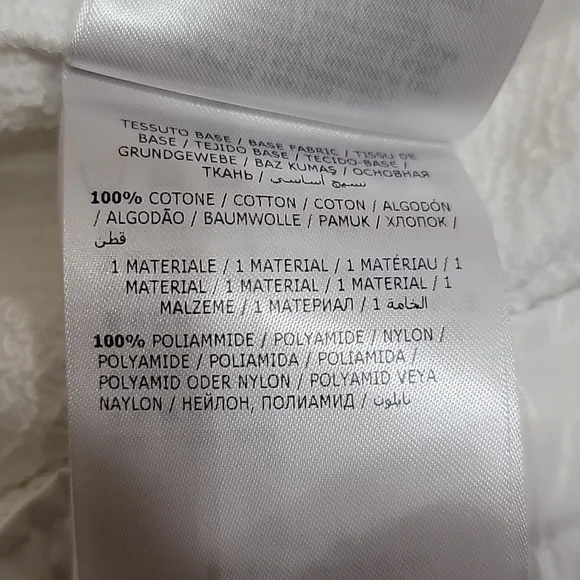 TESSUTO BASE / BASE FABRIC / TISSU DE
BASE / TEJIDO BASE / TECIDO-BASE /
GRUNDGEWEBE / BAZ KUMAŞ / ОСНОВНАЯ
ТКАНЬ / نسيج أساسي
100% COTONE / COTTON / COTON / ALGODÓN
/ ALGODÃO / BAUMWOLLE / PAMUK / ХЛОПОК /
قطن
1 MATERIALE / 1 MATERIAL / 1 MATÉRIAU / 1
MATERIAL / 1 MATERIAL / 1 MATERIAL / 1
MALZEME / 1 МАТЕРИАЛ / 1 الخامة
100% POLIAMMIDE / POLYAMIDE / NYLON /
POLYAMIDE / POLIAMIDA / POLIAMIDA /
POLYAMID ODER NYLON / POLYAMID VEYA
NAYLON / НЕЙЛОН, ПОЛИАМИД / نايلون